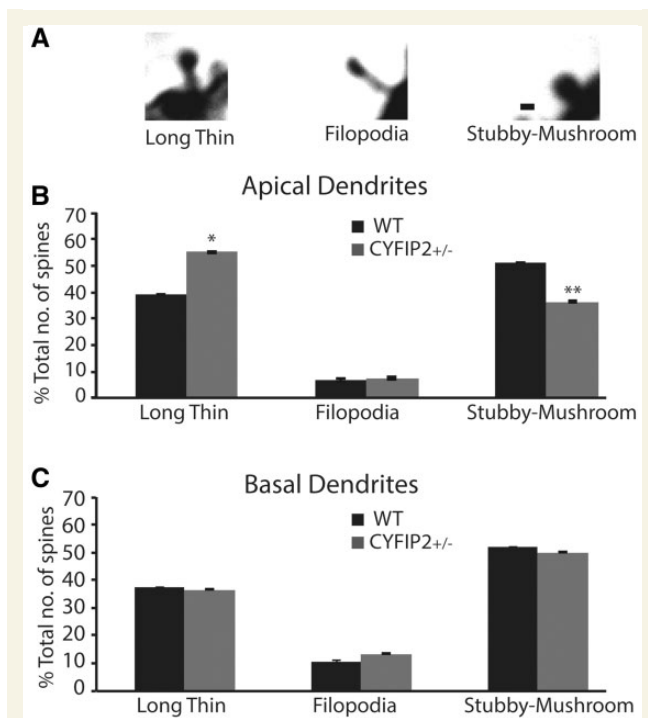 A
Long Thin Filopodia Stubby-Mushroom
B
Apical Dendrites
% Total no. of spines
70
60
50
40
30
20
10
0
WT
CYFIP2+/-
*
**
Long Thin Filopodia Stubby-Mushroom
C
Basal Dendrites
% Total no. of spines
70
60
50
40
30
20
10
0
WT
CYFIP2+/-
Long Thin Filopodia Stubby-Mushroom